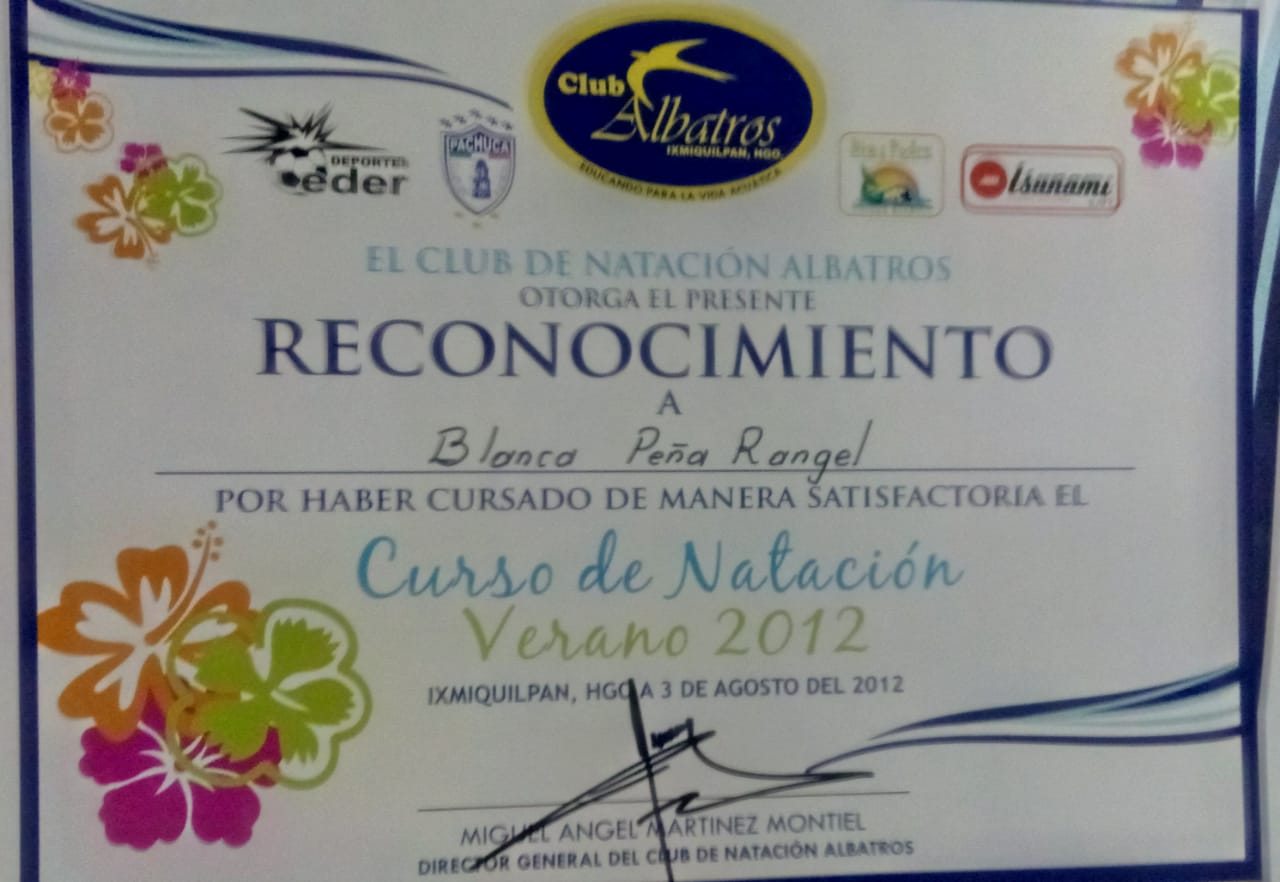 Club
Albatros
IXMIQUILPAN, HGO.
EDUCANDO PARA LA VIDA ACUÁTICA
DEPORTES
eder
PACHUCA
Tsunami
EL CLUB DE NATACIÓN ALBATROS
OTORGA EL PRESENTE
RECONOCIMIENTO
A
Blanca Peña Rangel
POR HABER CURSADO DE MANERA SATISFACTORIA EL
Curso de Natación
Verano 2012
IXMIQUILPAN, HGO A 3 DE AGOSTO DEL 2012
MIGUEL ANGEL MARTINEZ MONTIEL
DIRECTOR GENERAL DEL CLUB DE NATACIÓN ALBATROS